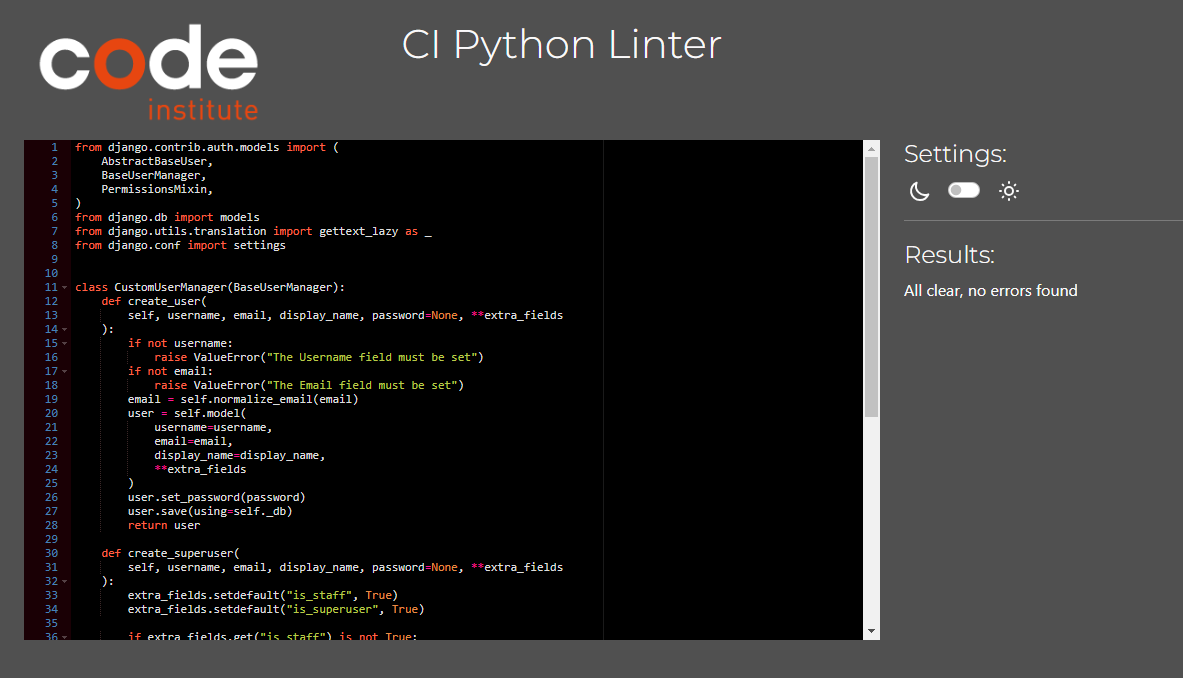 code
institute
CI Python Linter
1 from django.contrib.auth.models import (
2     AbstractBaseUser,
3     BaseUserManager,
4     PermissionsMixin,
5 )
6 from django.db import models
7 from django.utils.translation import gettext_lazy as _
8 from django.conf import settings
9
10
11 class CustomUserManager(BaseUserManager):
12     def create_user(
13         self, username, email, display_name, password=None, **extra_fields
14     ):
15         if not username:
16             raise ValueError("The Username field must be set")
17         if not email:
18             raise ValueError("The Email field must be set")
19         email = self.normalize_email(email)
20         user = self.model(
21             username=username,
22             email=email,
23             display_name=display_name,
24             **extra_fields
25         )
26         user.set_password(password)
27         user.save(using=self._db)
28         return user
29
30     def create_superuser(
31         self, username, email, display_name, password=None, **extra_fields
32     ):
33         extra_fields.setdefault("is_staff", True)
34         extra_fields.setdefault("is_superuser", True)
35
36         if extra_fields.get("is_staff") is not True:
Settings:
Results:
All clear, no errors found